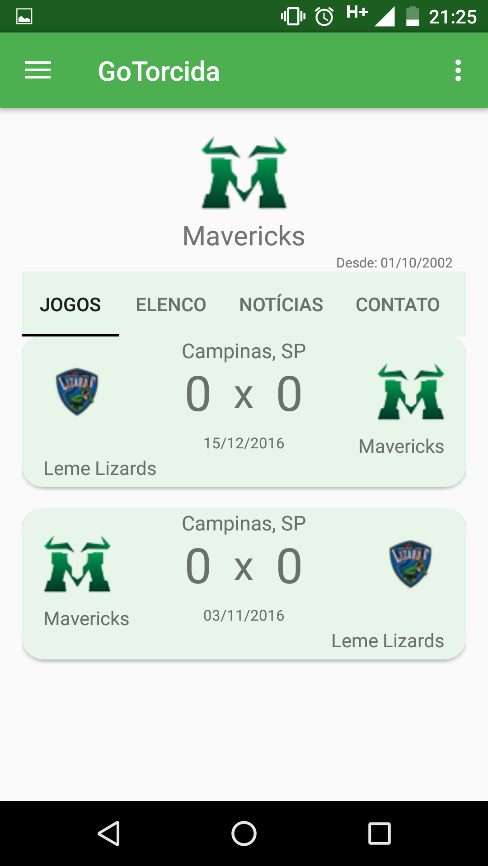 H+ 21:25
GoTorcida
Mavericks
Desde: 01/10/2002
JOGOS ELENCO NOTÍCIAS CONTATO
Campinas, SP
0 x 0
15/12/2016
Mavericks
Leme Lizards
Campinas, SP
0 x 0
03/11/2016
Mavericks
Leme Lizards